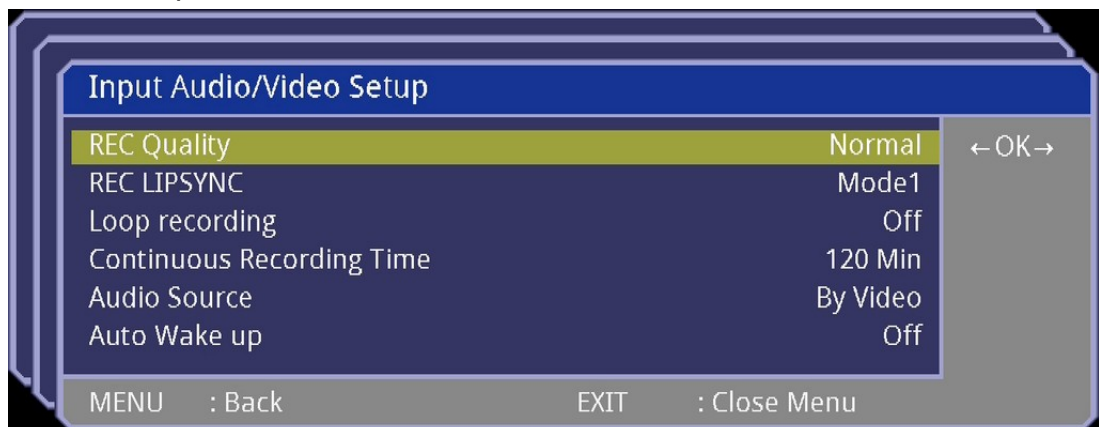 Input Audio/Video Setup
REC Quality Normal ←OK→
REC LIPSYNC Mode1
Loop recording Off
Continuous Recording Time 120 Min
Audio Source By Video
Auto Wake up Off
MENU : Back EXIT : Close Menu